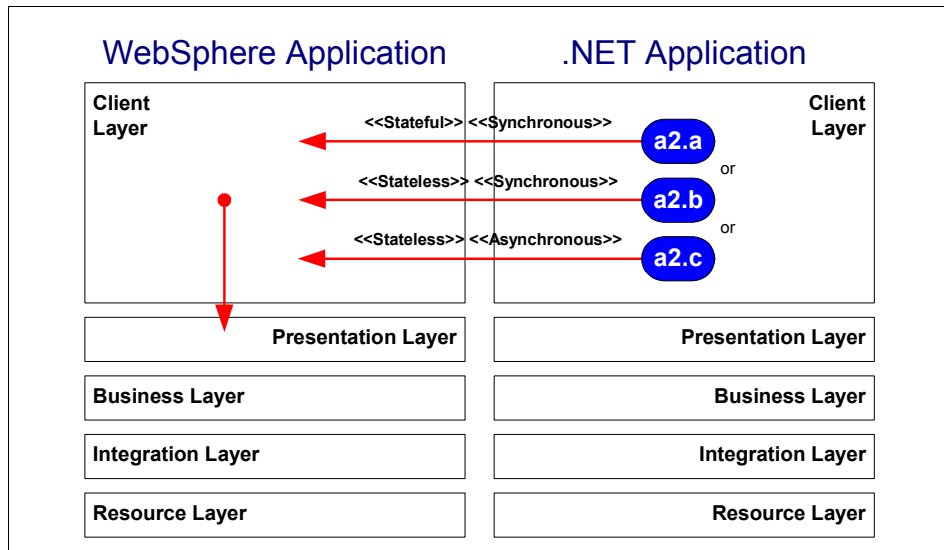 WebSphere Application
.NET Application
Client
Layer
Client
Layer
<<Stateful>> <<Synchronous>>
a2.a
or
<<Stateless>> <<Synchronous>>
a2.b
or
<<Stateless>> <<Asynchronous>>
a2.c
Presentation Layer
Presentation Layer
Business Layer
Business Layer
Integration Layer
Integration Layer
Resource Layer
Resource Layer